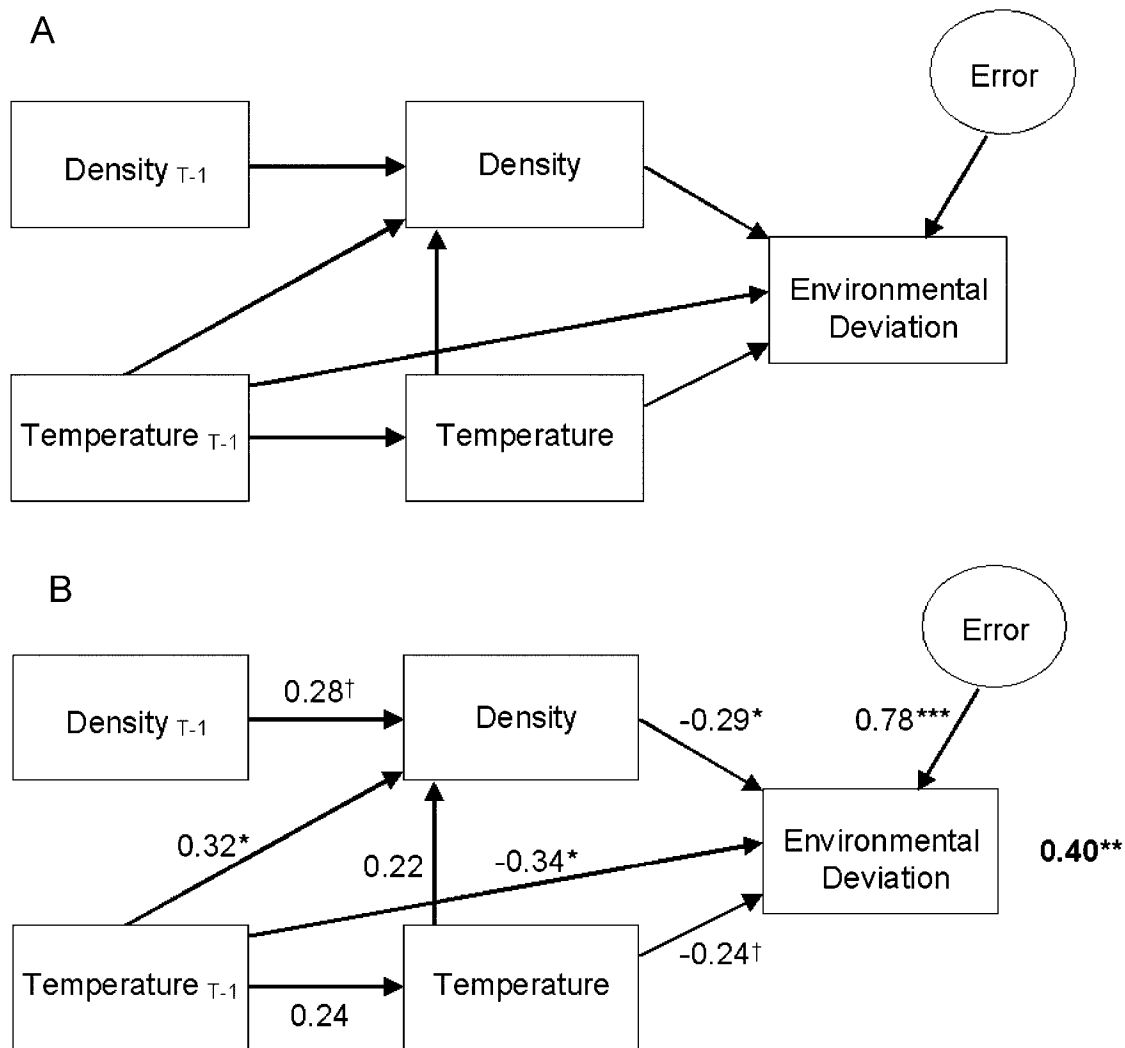 A
Error
Density T-1
Density
Environmental
Deviation
Temperature T-1
Temperature
B
Error
0.28†
Density T-1
Density
-0.29*
0.78***
0.32*
0.22
-0.34*
Environmental
Deviation
0.40**
-0.24†
Temperature T-1
Temperature
0.24